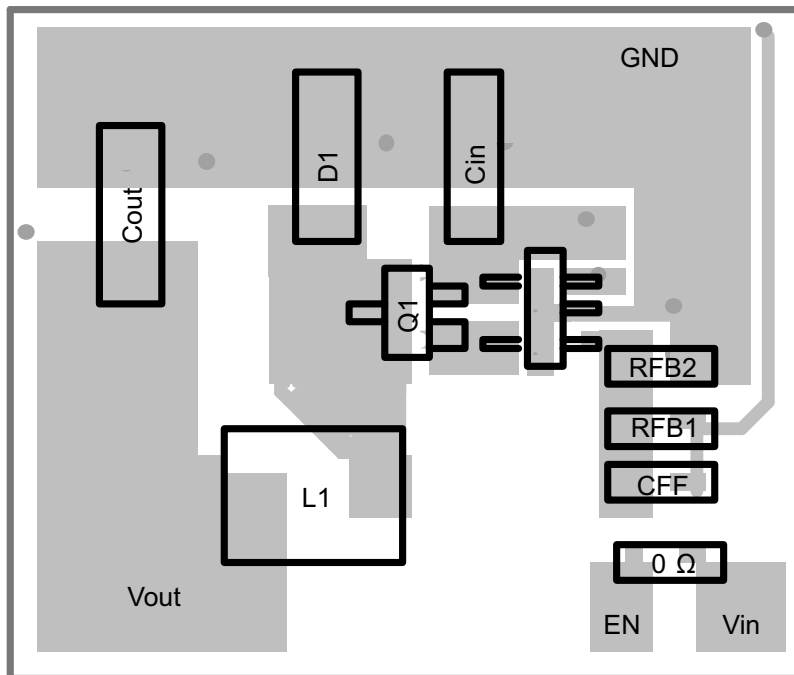 GND
D1
Cin
Cout
Q1
RFB2
RFB1
CFF
L1
0 Ω
Vout
EN
Vin